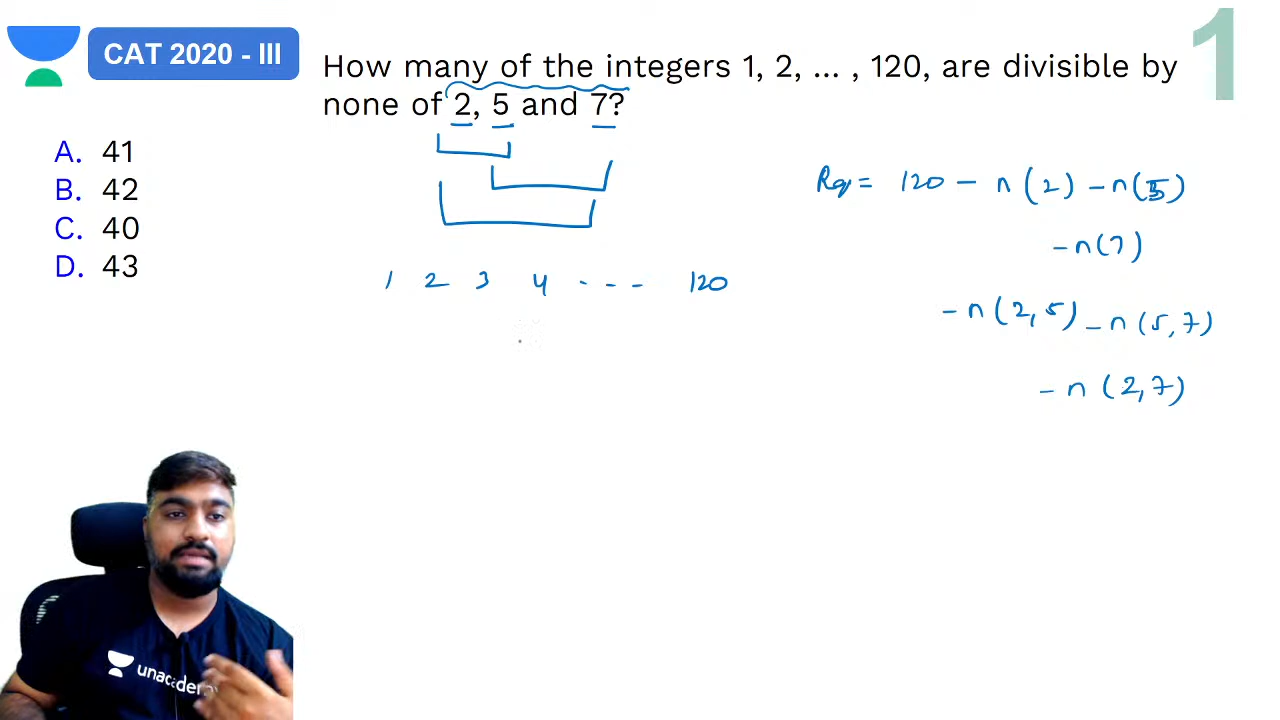 CAT 2020 - III
1
How many of the integers 1, 2, ... , 120, are divisible by
none of 2, 5 and 7?
A. 41
B. 42
C. 40
D. 43
Rq = 120 - n(2) - n(5)
- n(7)
1 2 3 4 - - - 120
- n(2,5) - n(5,7)
- n(2,7)
unacademy